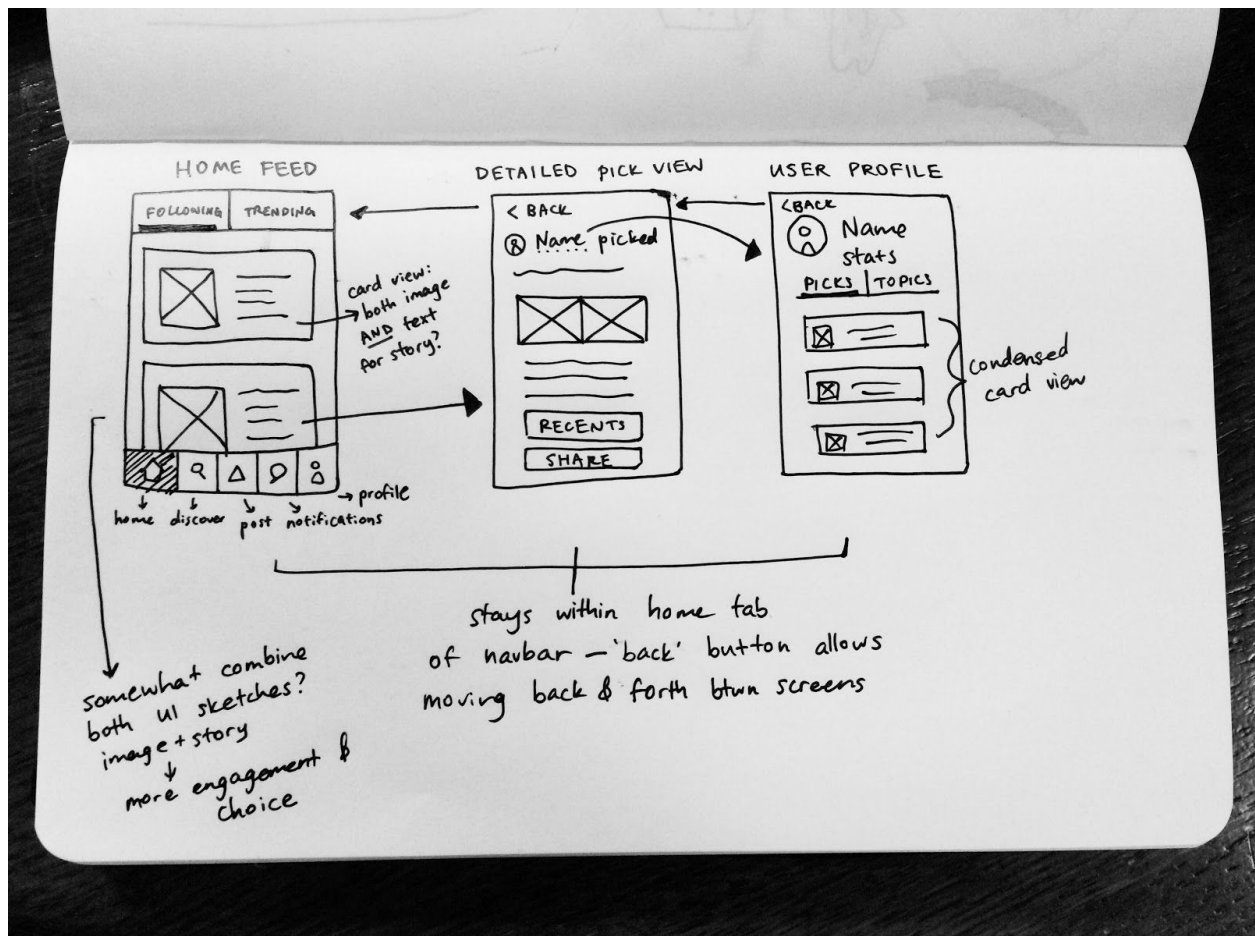 HOME FEED
FOLLOWING TRENDING
card view:
both image
AND text
for story?
home discover post notifications profile
DETAILED PICK VIEW
< BACK
Name picked
RECENTS
SHARE
USER PROFILE
<BACK
Name
stats
PICKS TOPICS
condensed
card view
stays within home tab
of navbar – 'back' button allows
moving back & forth btwn screens
somewhat combine
both UI sketches?
image + story
more engagement &
choice